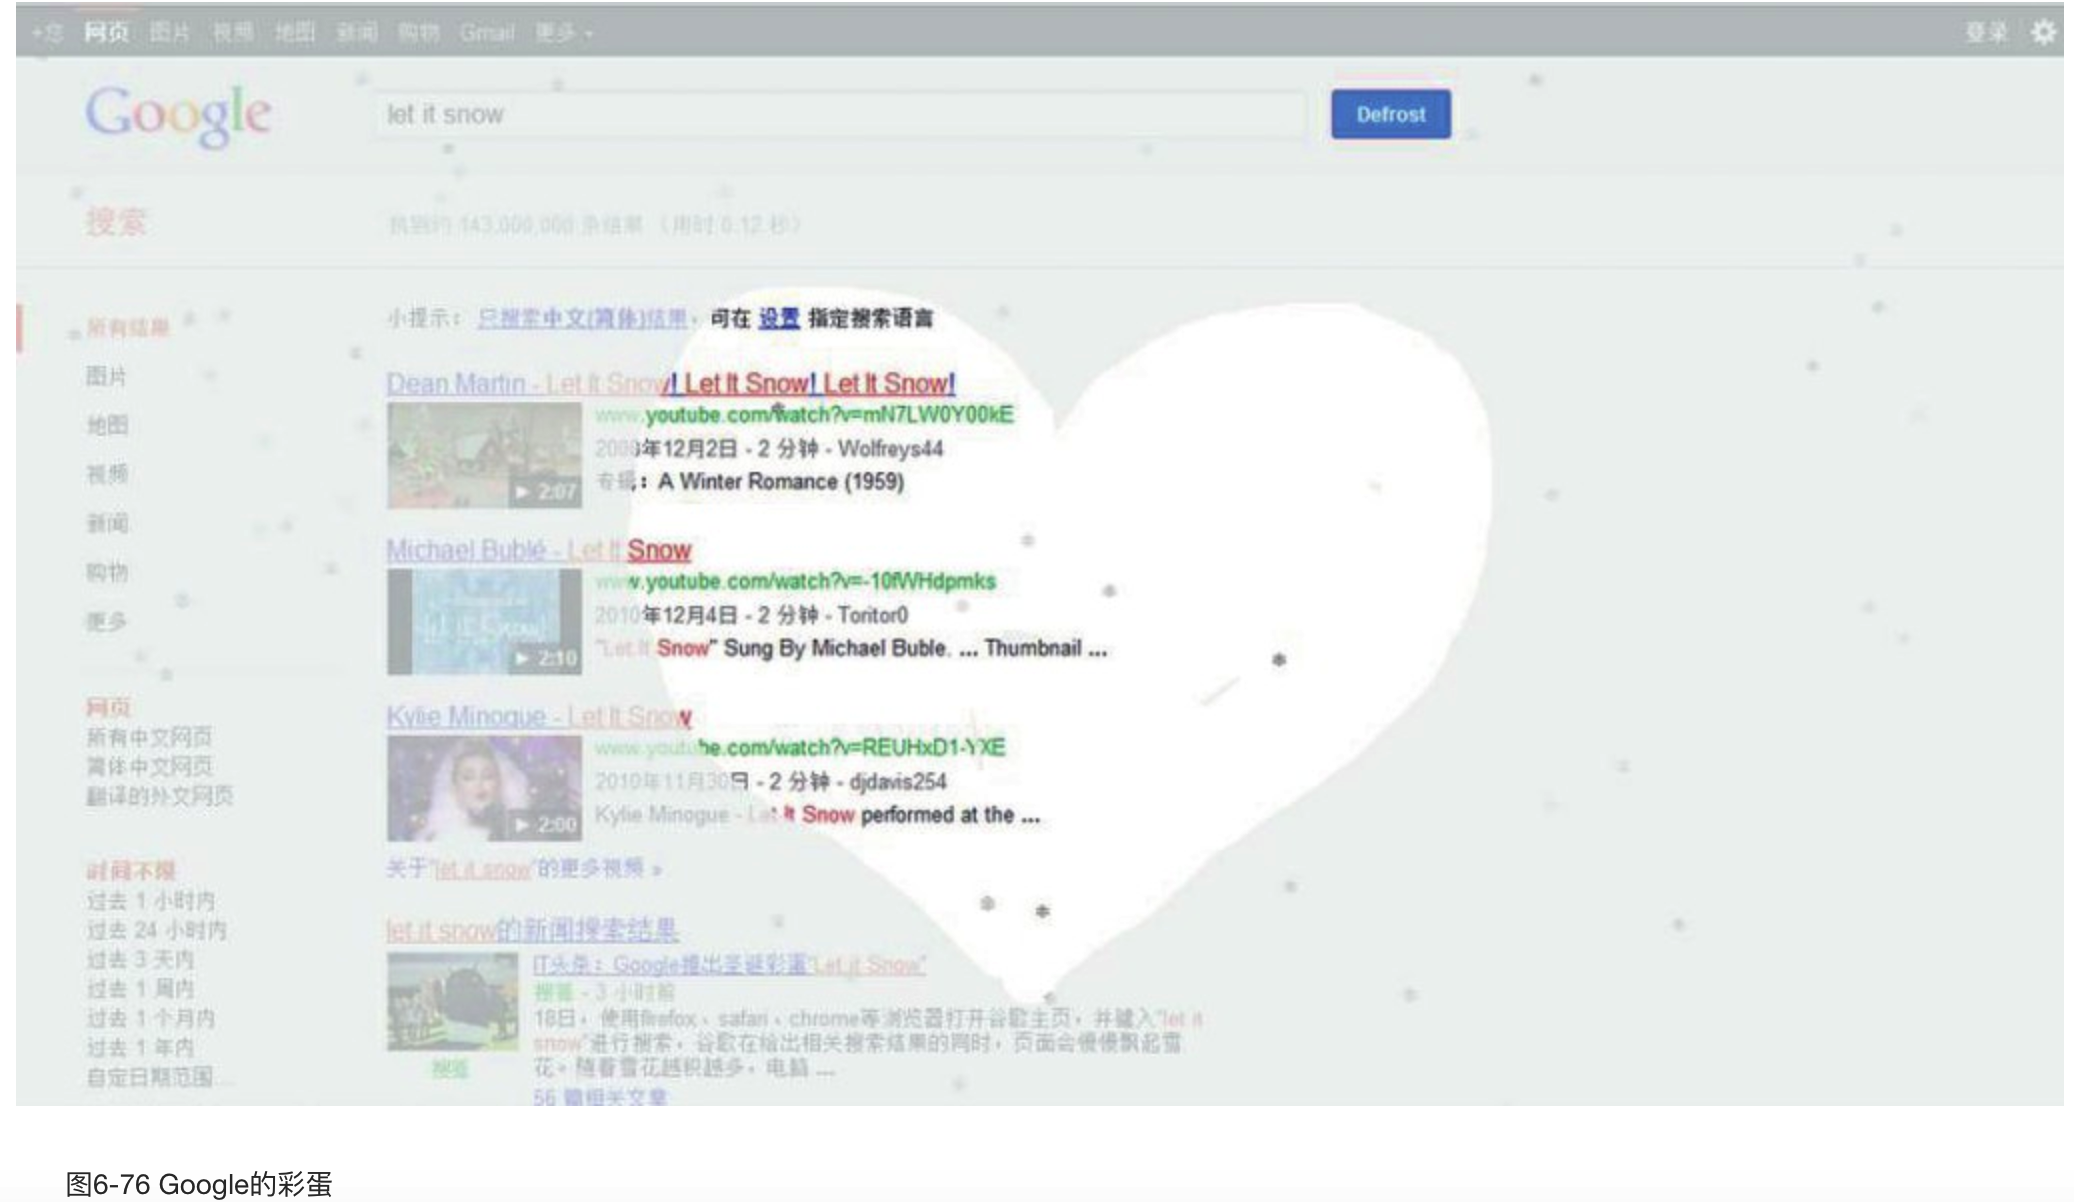 +您 网页 图片 视频 地图 新闻 购物 Gmail 更多 登录
Google let it snow Defrost
搜索 找到约 143,000,000 条结果 （用时 0.12 秒）
小提示： 只搜索中文(简体)结果，可在 设置 指定搜索语言
所有结果
图片
地图
视频
新闻
购物
更多
网页
所有中文网页
简体中文网页
翻译的外文网页
时间不限
过去 1 小时内
过去 24 小时内
过去 3 天内
过去 1 周内
过去 1 个月内
过去 1 年内
自定日期范围...
Dean Martin - Let It Snow! Let It Snow! Let It Snow!
www.youtube.com/watch?v=mN7LW0Y00kE
2009年12月2日 - 2 分钟 - Wolfreys44
专辑：A Winter Romance (1959)
2:07
Michael Bublé - Let It Snow
www.youtube.com/watch?v=-10fWHdpmks
2010年12月4日 - 2 分钟 - Toritor0
"Let It Snow" Sung By Michael Buble. ... Thumbnail ...
2:10
Kylie Minogue - Let It Snow
www.youtube.com/watch?v=REUHxD1-YXE
2010年11月30日 - 2 分钟 - djdavis254
Kylie Minogue - Let It Snow performed at the ...
2:00
关于"let it snow"的更多视频 »
let it snow的新闻搜索结果
IT头条：Google推出圣诞彩蛋"Let it Snow"
搜狐 - 3 小时前
18日，使用firefox、safari、chrome等浏览器打开谷歌主页，并键入"let it
snow"进行搜索，谷歌在给出相关搜索结果的同时，页面会慢慢飘起雪
花。随着雪花越积越多，电脑 ...
搜狐
56 篇相关文章
图6-76 Google的彩蛋